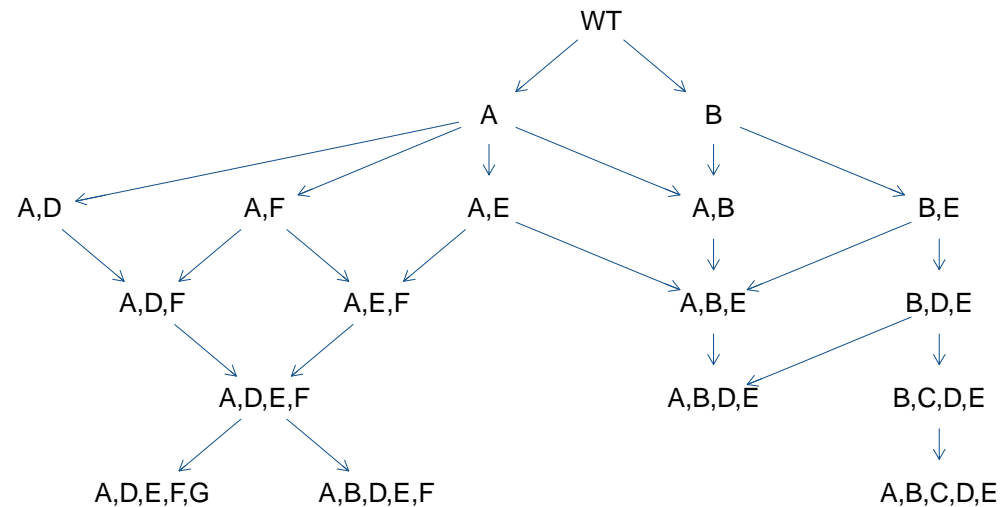 WT
A B
A,D A,F A,E A,B B,E
A,D,F A,E,F A,B,E B,D,E
A,D,E,F A,B,D,E B,C,D,E
A,D,E,F,G A,B,D,E,F A,B,C,D,E